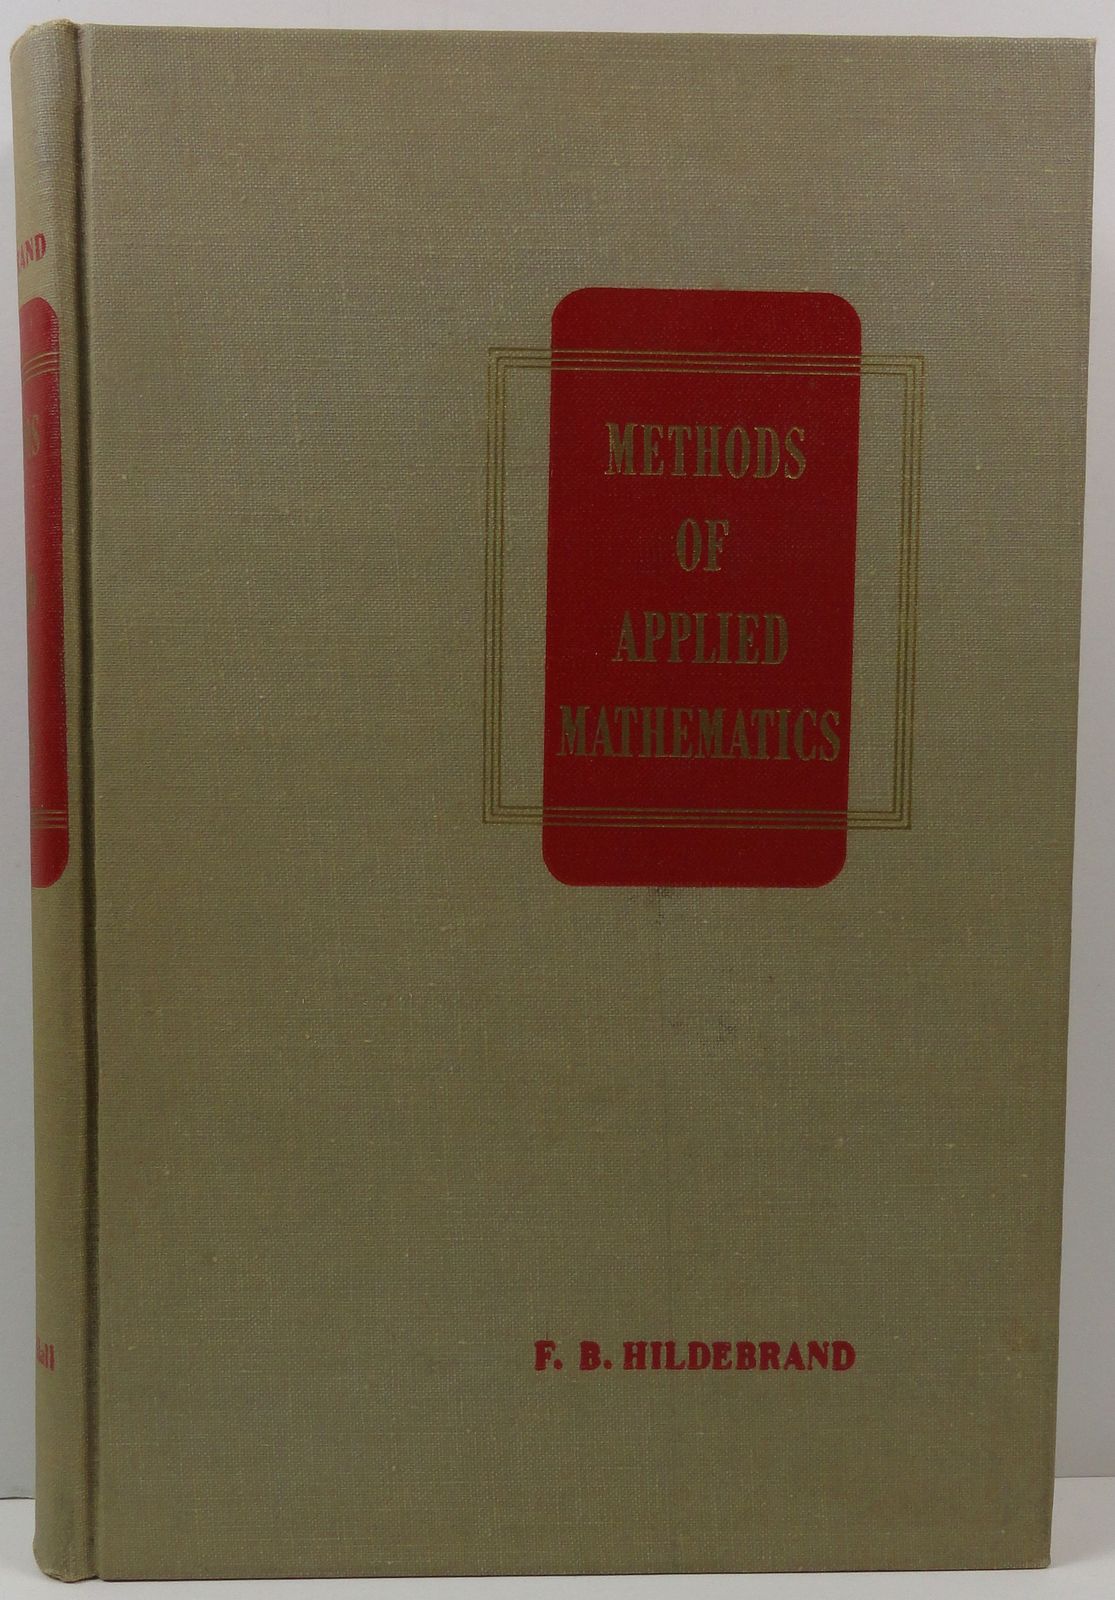 METHODS
OF
APPLIED
MATHEMATICS
F. B. HILDEBRAND